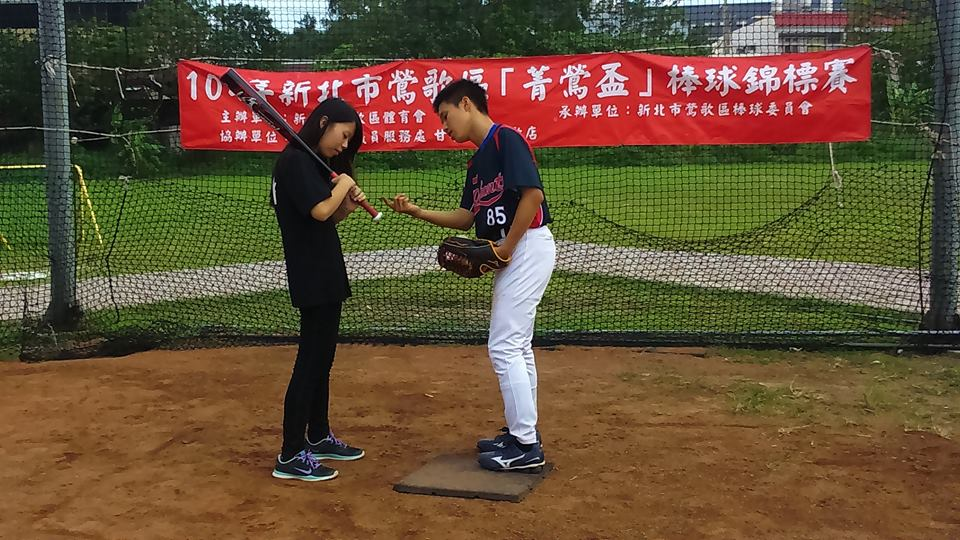 10 年新北市鶯歌區「菁鶯盃」棒球錦標賽
主辦單位:新 區體育會
承辦單位:新北市鶯歌區棒球委員會
協辦單位 員服務處 店
85